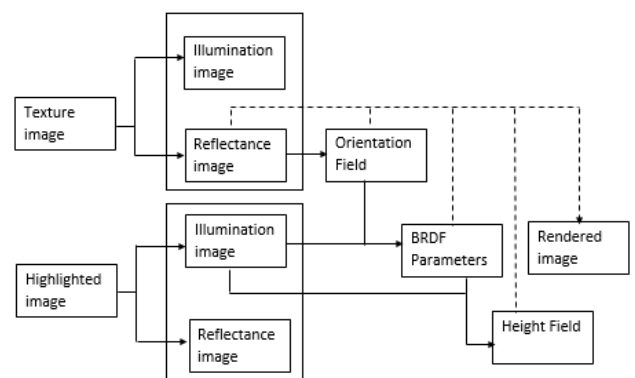 Illumination
image
Texture
image
Reflectance
image
Orientation
Field
Illumination
image
BRDF
Parameters
Rendered
image
Highlighted
image
Reflectance
image
Height Field